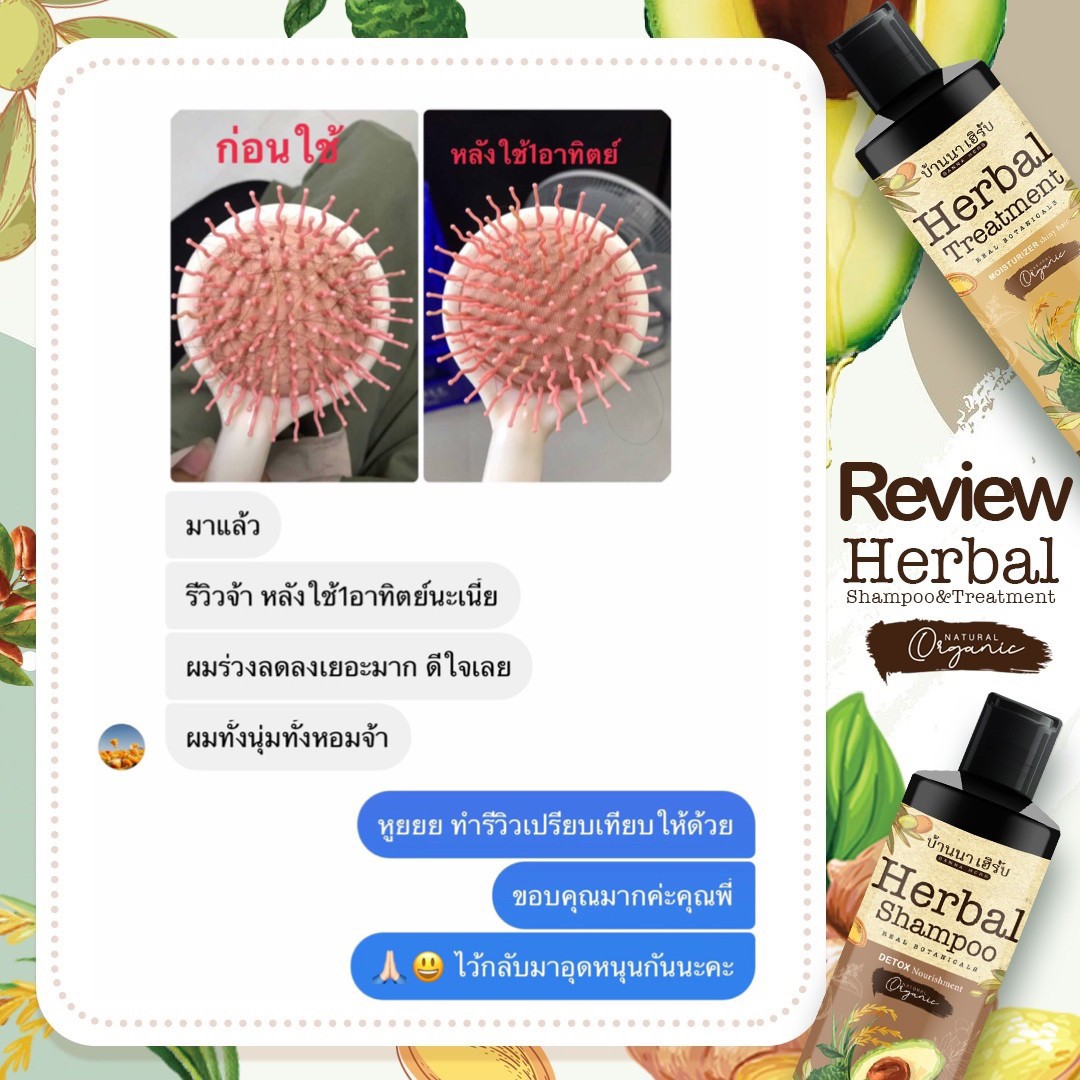 ก่อนใช้
หลังใช้1อาทิตย์
มาแล้ว
รีวิวจ้า หลังใช้1อาทิตย์นะเนี่ย
ผมร่วงลดลงเยอะมาก ดีใจเลย
ผมทั้งนุ่มทั้งหอมจ้า
หูยยย ทำรีวิวเปรียบเทียบให้ด้วย
ขอบคุณมากค่ะคุณพี่
🙏🏻😃 ไว้กลับมาอุดหนุนกันนะคะ
บ้านนา เฮิร์บ
BANNA HERB
Herbal
Treatment
REAL BOTANICALS
MOISTURIZER shiny hair
NATURAL
Organic
Review
Herbal
Shampoo&Treatment
NATURAL
Organic
บ้านนา เฮิร์บ
BANNA HERB
Herbal
Shampoo
REAL BOTANICALS
DETOX Nourishment
NATURAL
Organic